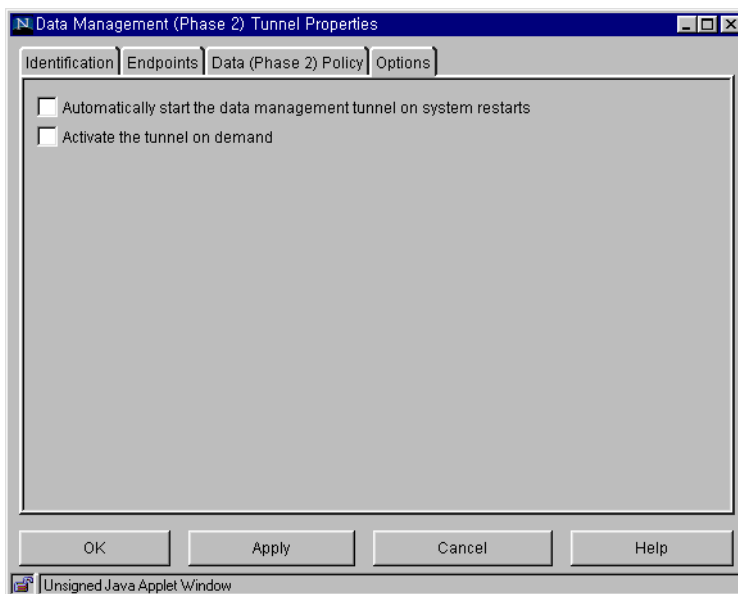 Data Management (Phase 2) Tunnel Properties
Identification Endpoints Data (Phase 2) Policy Options
Automatically start the data management tunnel on system restarts
Activate the tunnel on demand
OK Apply Cancel Help
Unsigned Java Applet Window